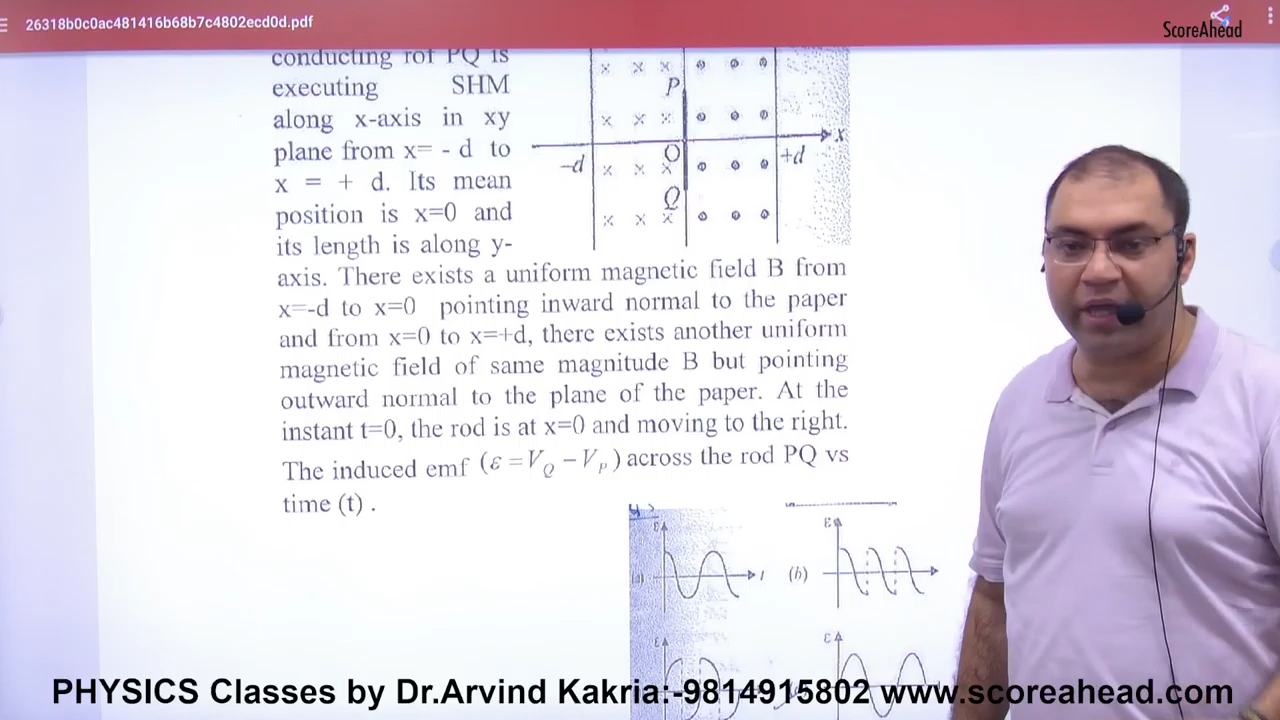 26318b0c0ac481416b68b7c4802ecd0d.pdf
ScoreAhead
conducting rof PQ is
executing SHM
along x-axis in xy
plane from x= - d to
x = + d. Its mean
position is x=0 and
its length is along y-
axis. There exists a uniform magnetic field B from
x=-d to x=0 pointing inward normal to the paper
and from x=0 to x=+d, there exists another uniform
magnetic field of same magnitude B but pointing
outward normal to the plane of the paper. At the
instant t=0, the rod is at x=0 and moving to the right.
The induced emf (ε = V_Q − V_P) across the rod PQ vs
time (t) .
P
x
−d
O
+d
Q
ε
t
(b)
ε
ε
ε
PHYSICS Classes by Dr.Arvind Kakria:-9814915802 www.scoreahead.com